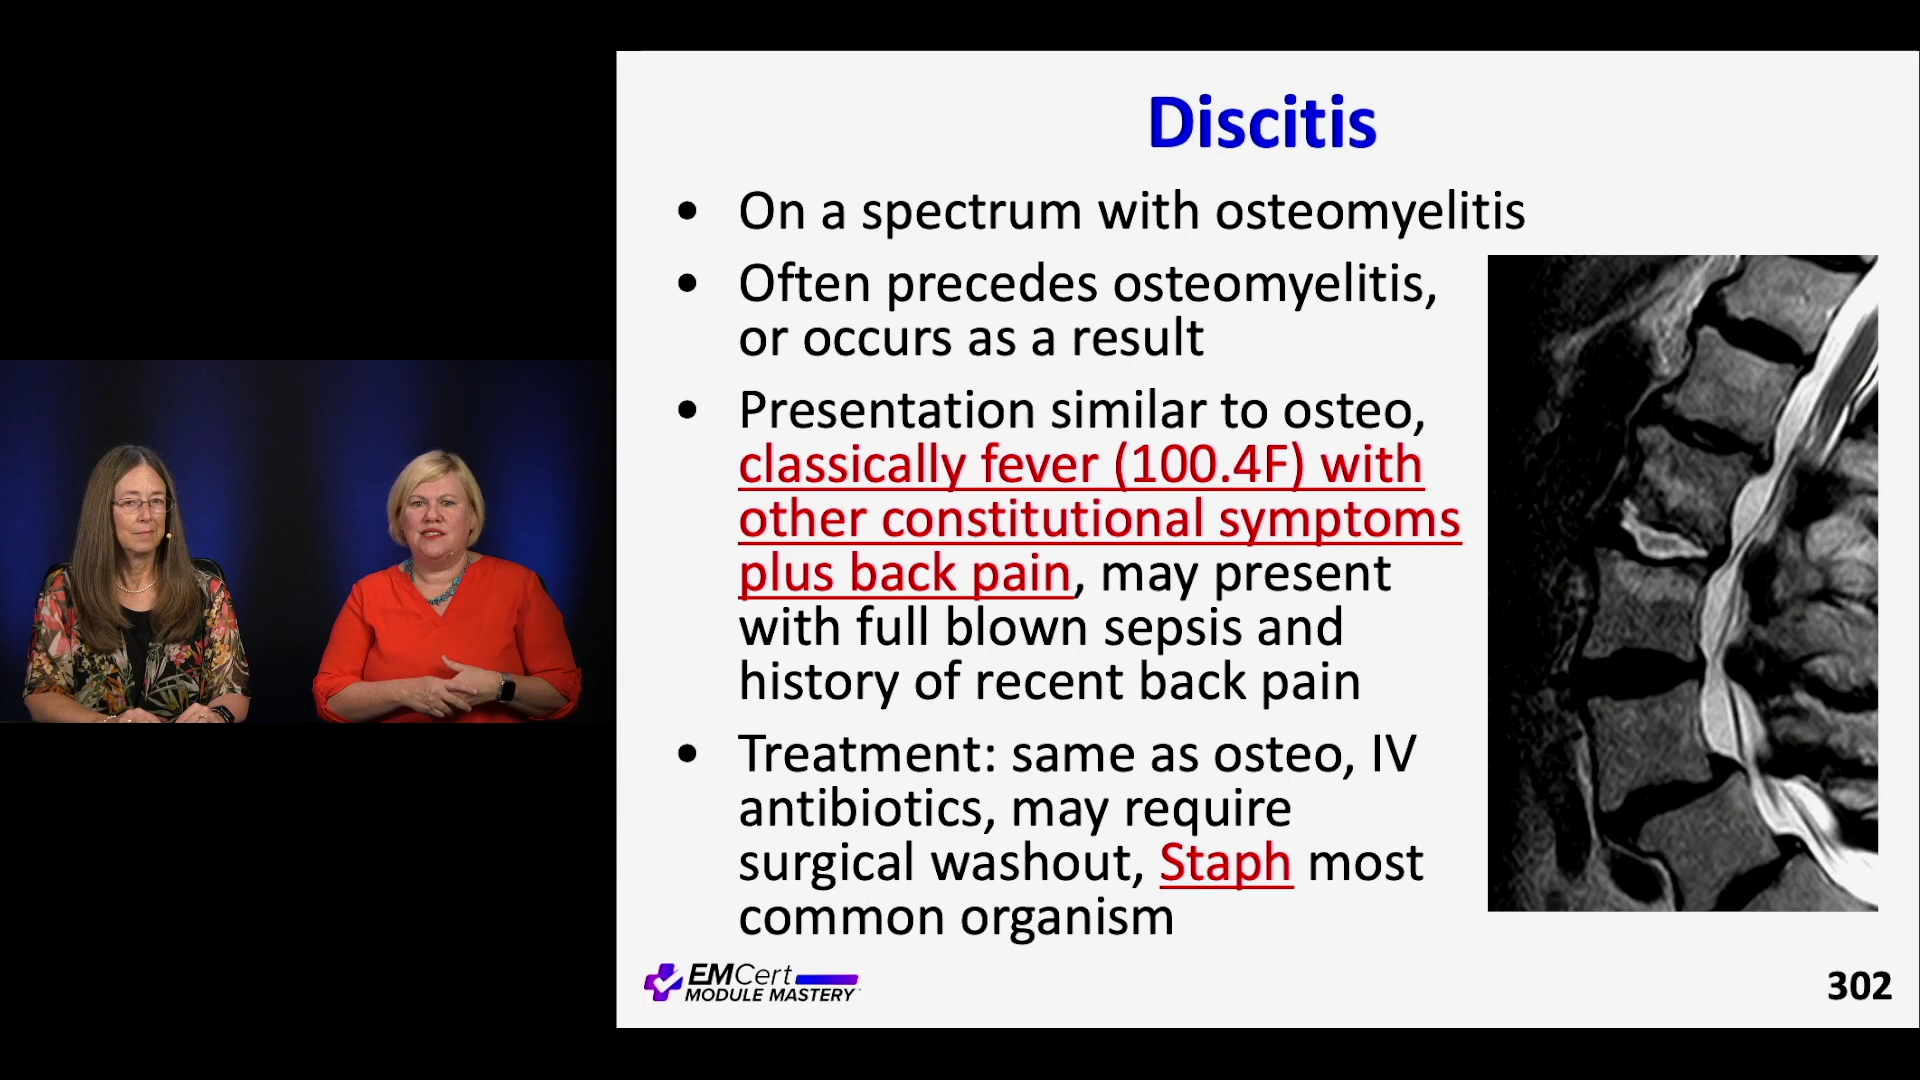 Discitis
• On a spectrum with osteomyelitis
• Often precedes osteomyelitis,
or occurs as a result
• Presentation similar to osteo,
classically fever (100.4F) with
other constitutional symptoms
plus back pain, may present
with full blown sepsis and
history of recent back pain
• Treatment: same as osteo, IV
antibiotics, may require
surgical washout, Staph most
common organism
EMCert
MODULE MASTERY
302